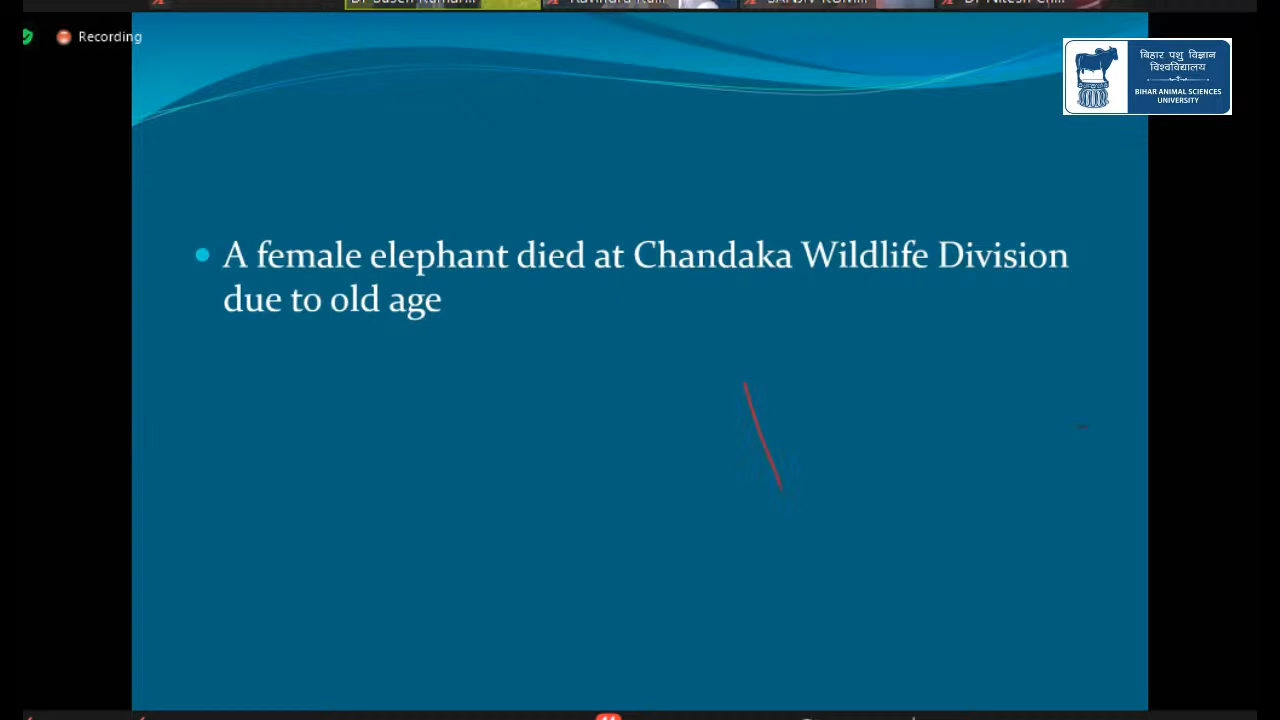 Recording
बिहार पशु विज्ञान
विश्वविद्यालय
BIHAR ANIMAL SCIENCES
UNIVERSITY
A female elephant died at Chandaka Wildlife Division
due to old age